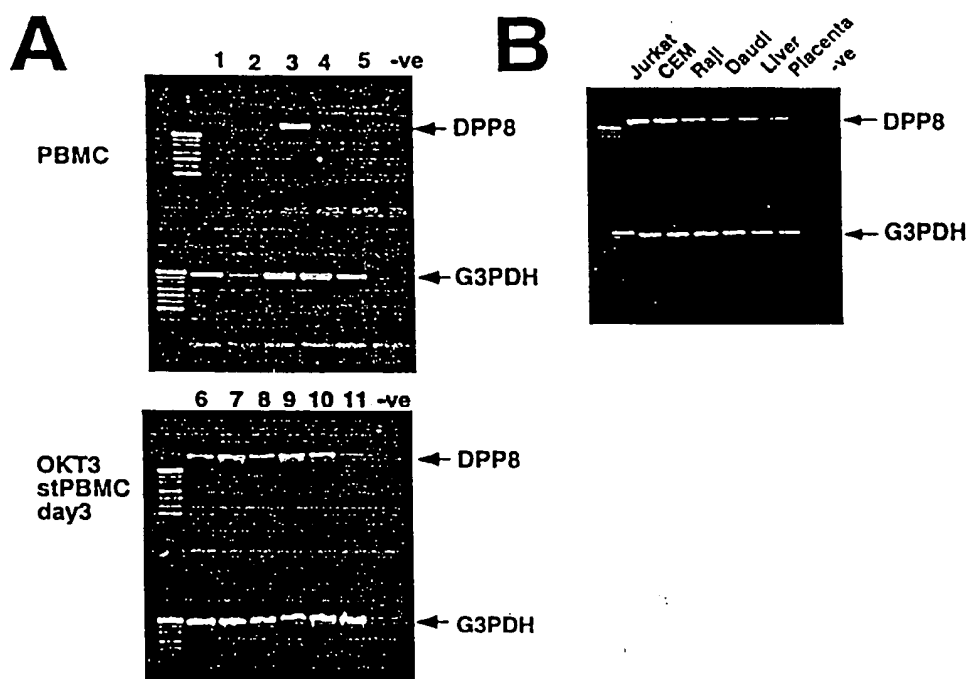 A
1 2 3 4 5 -ve
DPP8
PBMC
G3PDH
6 7 8 9 10 11 -ve
DPP8
OKT3
stPBMC
day3
G3PDH
B
Jurkat CEM Raji Daudi Liver Placenta -ve
DPP8
G3PDH